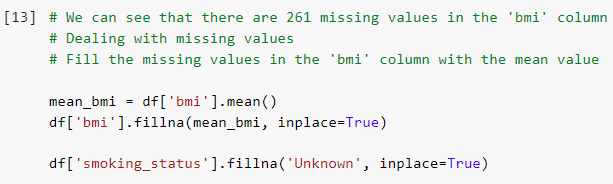 [13] # We can see that there are 261 missing values in the 'bmi' column
# Dealing with missing values
# Fill the missing values in the 'bmi' column with the mean value
mean_bmi = df['bmi'].mean()
df['bmi'].fillna(mean_bmi, inplace=True)
df['smoking_status'].fillna('Unknown', inplace=True)